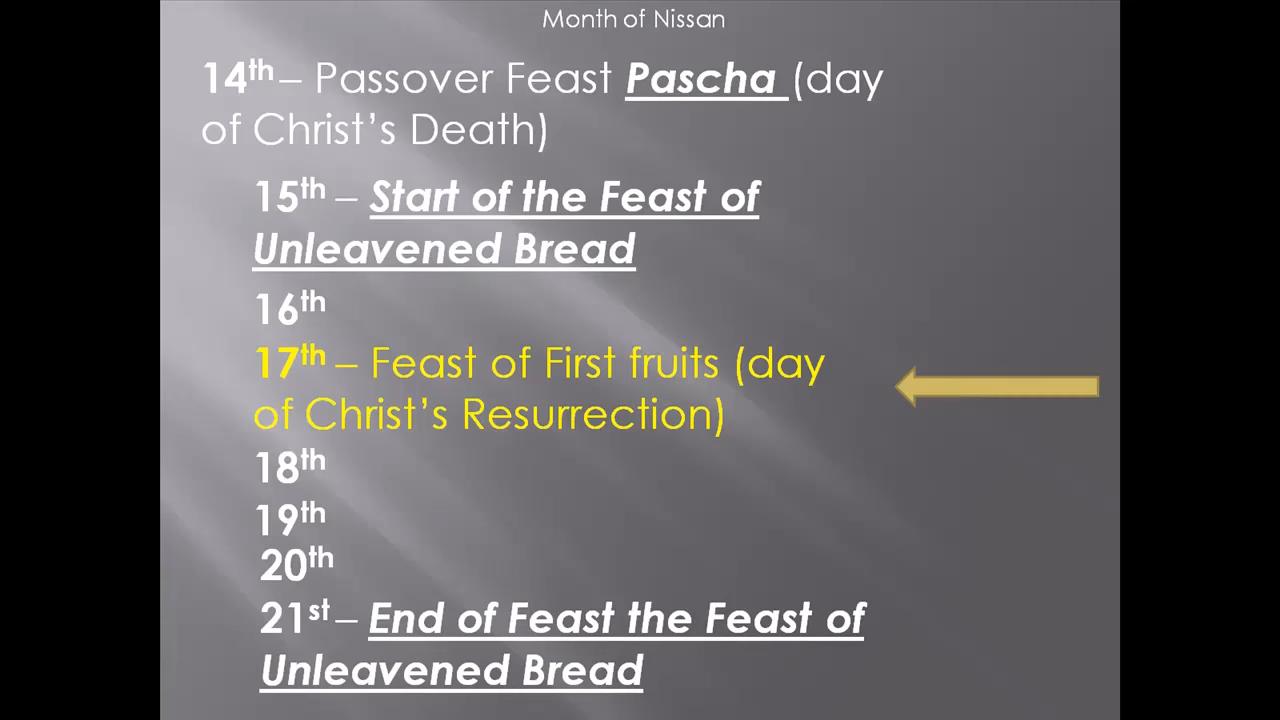 Month of Nissan
14th – Passover Feast Pascha (day
of Christ’s Death)
15th – Start of the Feast of
Unleavened Bread
16th
17th – Feast of First fruits (day
of Christ’s Resurrection)
18th
19th
20th
21st – End of Feast the Feast of
Unleavened Bread